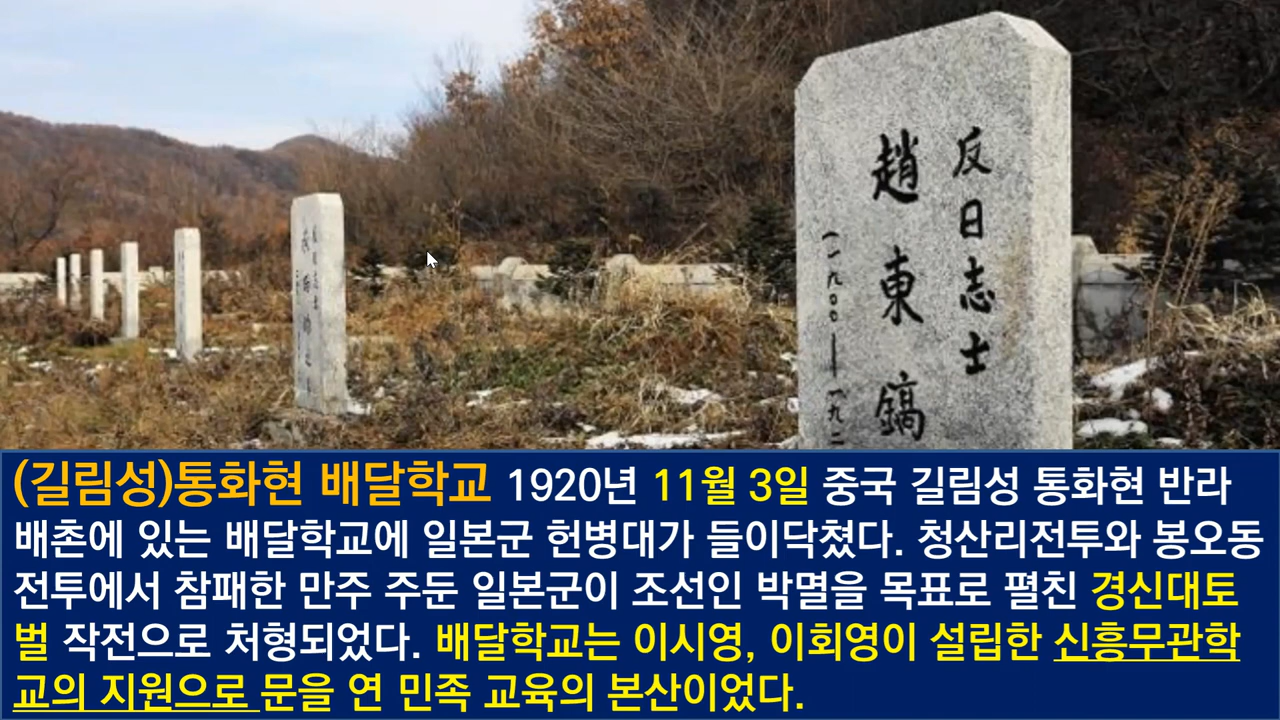 反日志士
趙東鎬
(一九〇〇——一九二
(길림성)통화현 배달학교 1920년 11월 3일 중국 길림성 통화현 반라
배촌에 있는 배달학교에 일본군 헌병대가 들이닥쳤다. 청산리전투와 봉오동
전투에서 참패한 만주 주둔 일본군이 조선인 박멸을 목표로 펼친 경신대토
벌 작전으로 처형되었다. 배달학교는 이시영, 이회영이 설립한 신흥무관학
교의 지원으로 문을 연 민족 교육의 본산이었다.